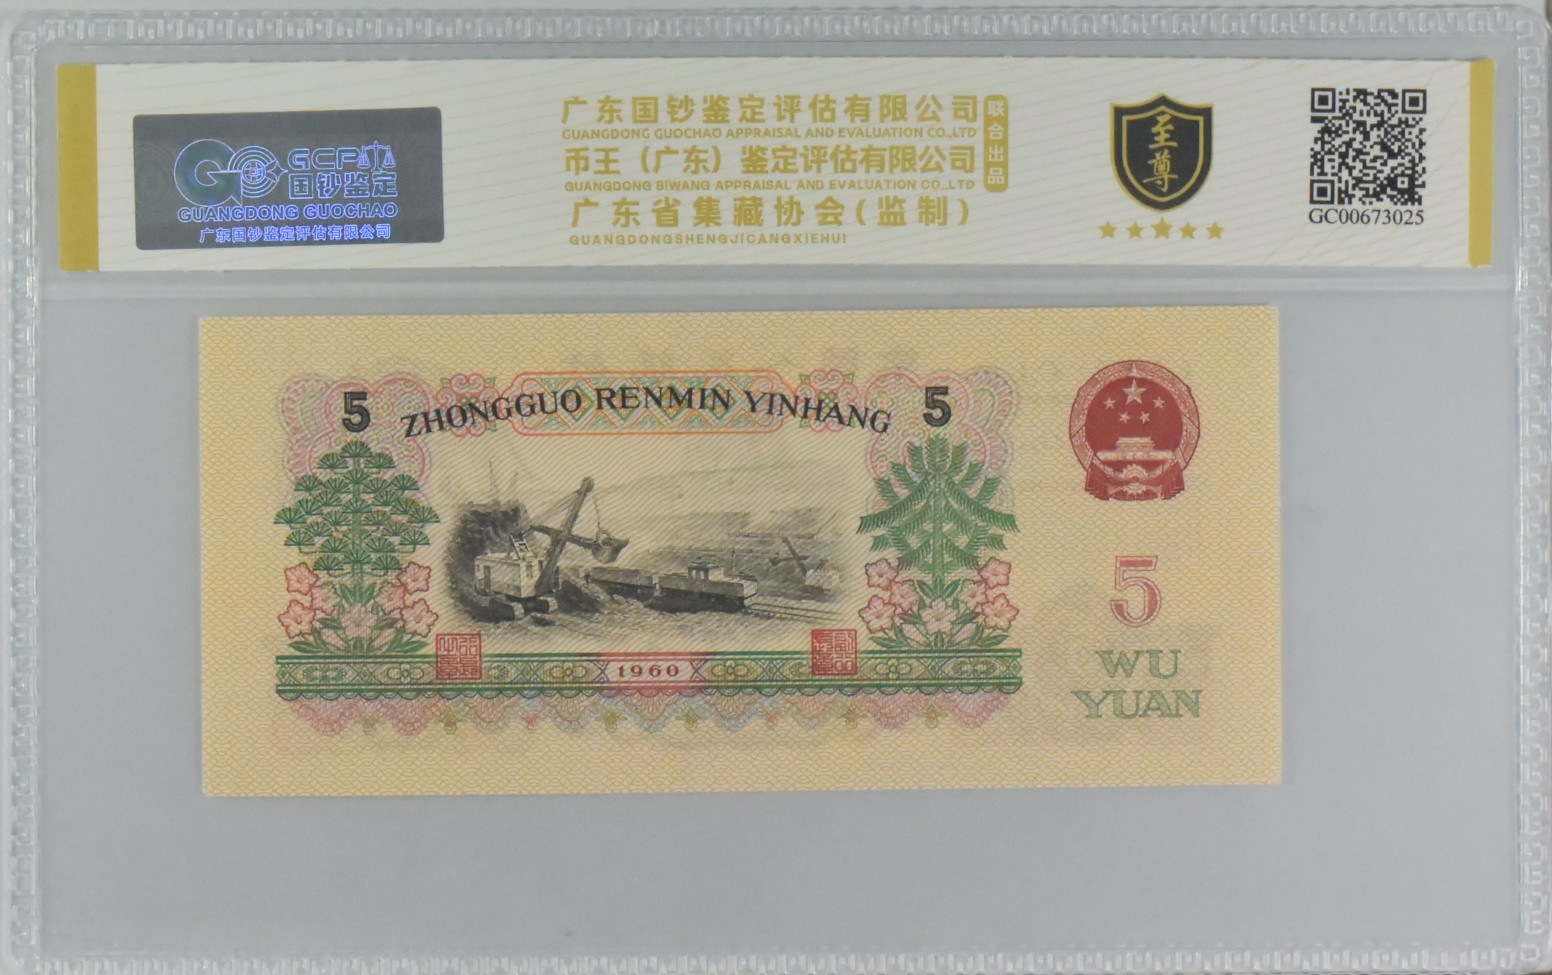 GCP
国钞鉴定
GUANGDONG GUOCHAO
广东国钞鉴定评估有限公司
广东国钞鉴定评估有限公司
GUANGDONG GUOCHAO APPRAISAL AND EVALUATION CO.,LTD
币王（广东）鉴定评估有限公司
GUANGDONG BIWANG APPRAISAL AND EVALUATION CO.,LTD
广东省集藏协会(监制)
GUANGDONGSHENGJICANGXIEHUI
联合出品
至尊
GC00673025
5
ZHONGGUO RENMIN YINHANG
5
5
WU
YUAN
1960